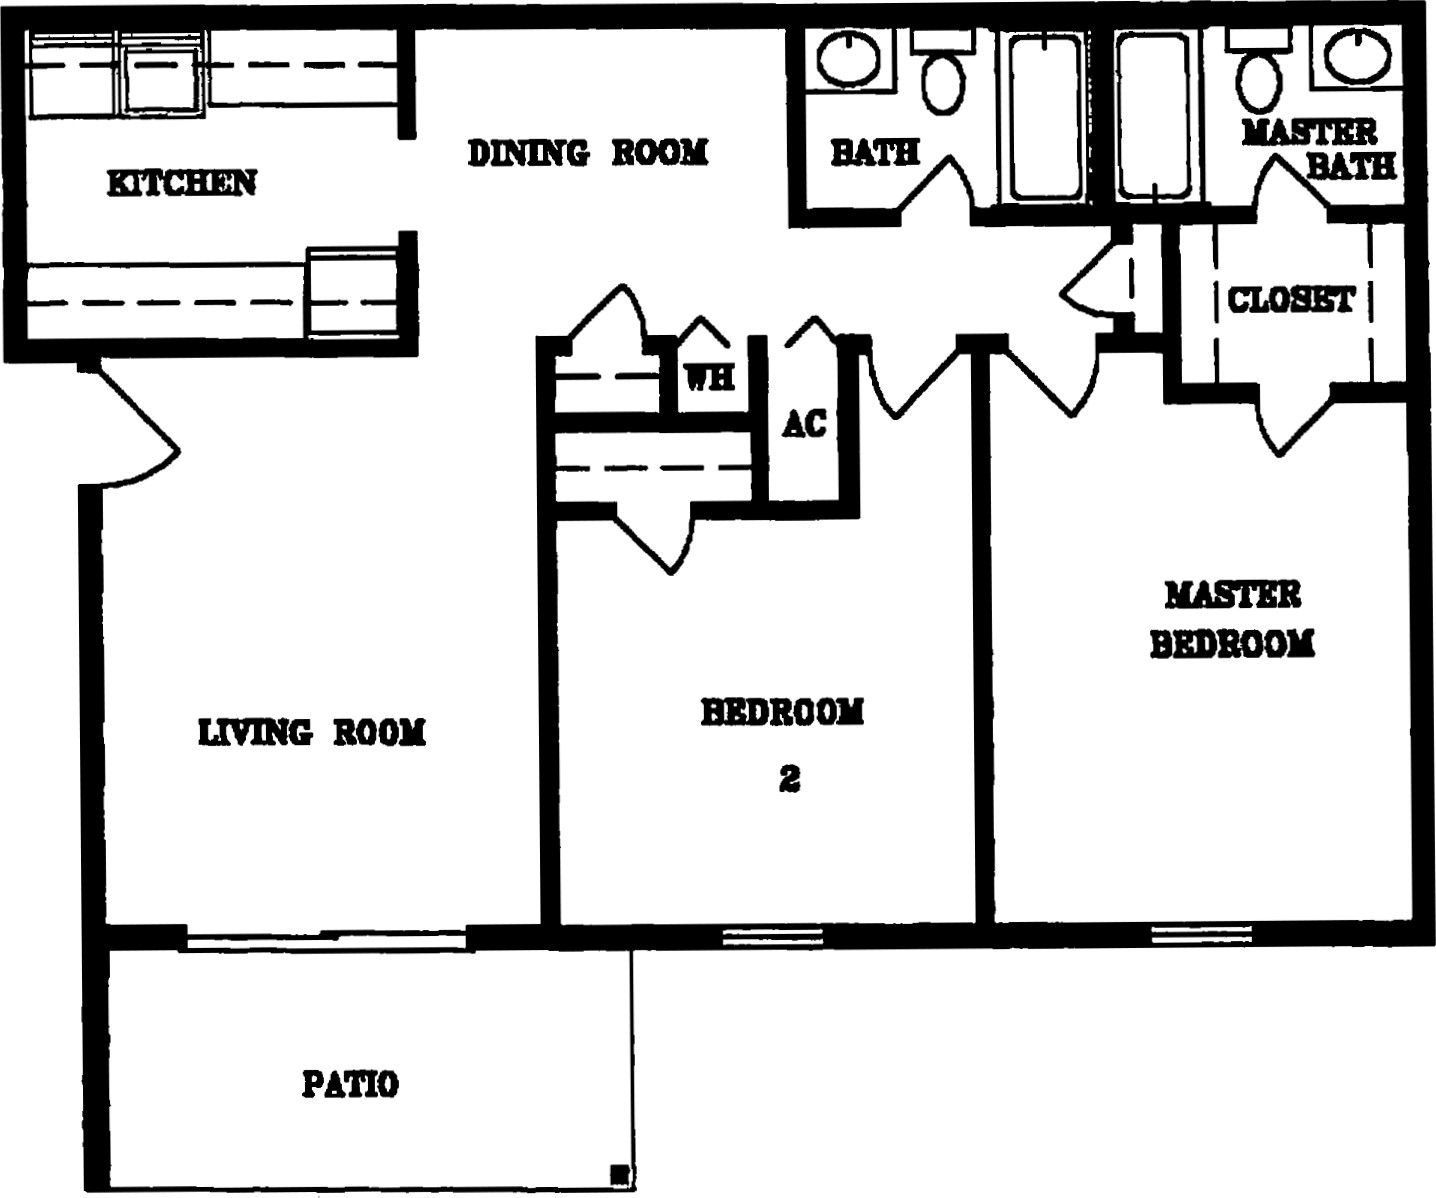 KITCHEN
DINING ROOM
BATH
MASTER
BATH
CLOSET
WH
AC
MASTER
BEDROOM
BEDROOM
2
LIVING ROOM
PATIO